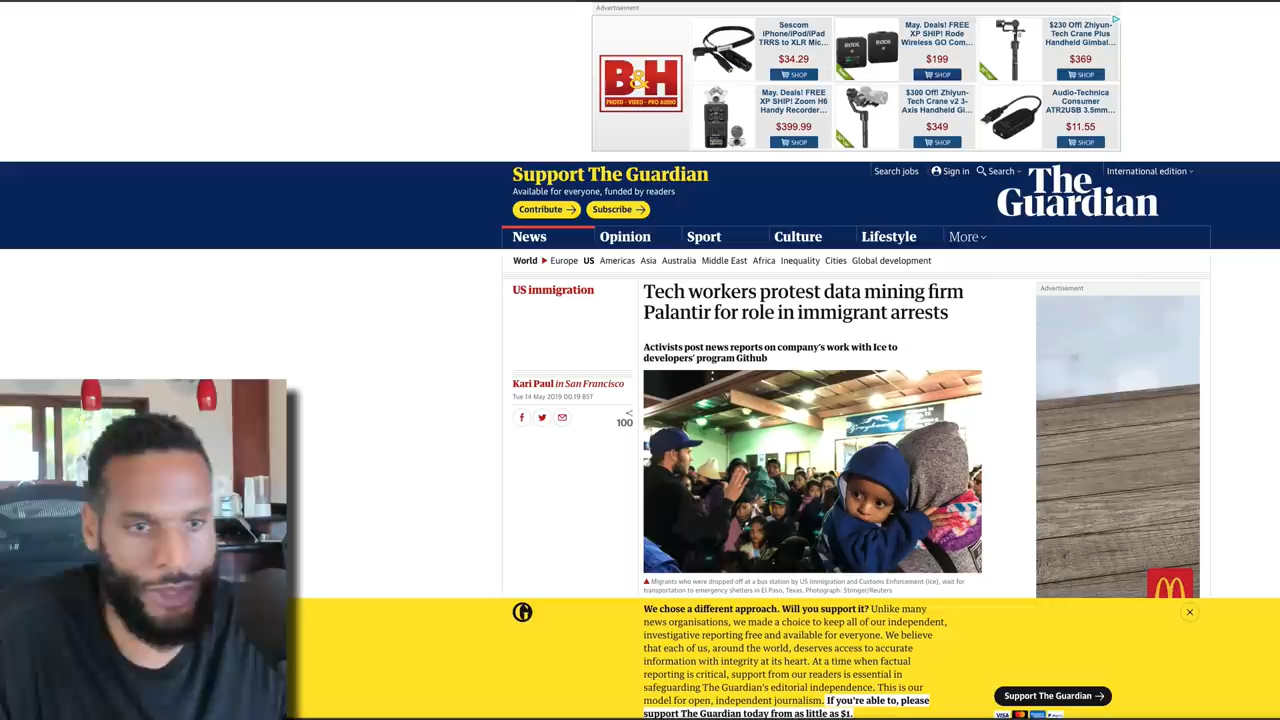 Advertisement
B&H
PHOTO - VIDEO - PRO AUDIO
Sescom
iPhone/iPod/iPad
TRRS to XLR Mic...
$34.29
SHOP
May. Deals! FREE
XP SHIP! Rode
Wireless GO Com...
$199
SHOP
$230 Off! Zhiyun-
Tech Crane Plus
Handheld Gimbal...
$369
SHOP
May. Deals! FREE
XP SHIP! Zoom H6
Handy Recorder...
$399.99
SHOP
$300 Off! Zhiyun-
Tech Crane v2 3-
Axis Handheld Gi...
$349
SHOP
Audio-Technica
Consumer
ATR2USB 3.5mm...
$11.55
SHOP
Support The Guardian
Available for everyone, funded by readers
Contribute →
Subscribe →
Search jobs
Sign in
Search
International edition
The
Guardian
News
Opinion
Sport
Culture
Lifestyle
More
World
Europe
US
Americas
Asia
Australia
Middle East
Africa
Inequality
Cities
Global development
US immigration
Tech workers protest data mining firm
Palantir for role in immigrant arrests
Activists post news reports on company's work with Ice to
developers' program Github
Kari Paul in San Francisco
Tue 14 May 2019 00.19 BST
100
Migrants who were dropped off at a bus station by US Immigration and Customs Enforcement (Ice), wait for
transportation to emergency shelters in El Paso, Texas. Photograph: Stringer/Reuters
Advertisement
We chose a different approach. Will you support it? Unlike many
news organisations, we made a choice to keep all of our independent,
investigative reporting free and available for everyone. We believe
that each of us, around the world, deserves access to accurate
information with integrity at its heart. At a time when factual
reporting is critical, support from our readers is essential in
safeguarding The Guardian's editorial independence. This is our
model for open, independent journalism. If you're able to, please
support The Guardian today from as little as $1.
Support The Guardian →
VISA